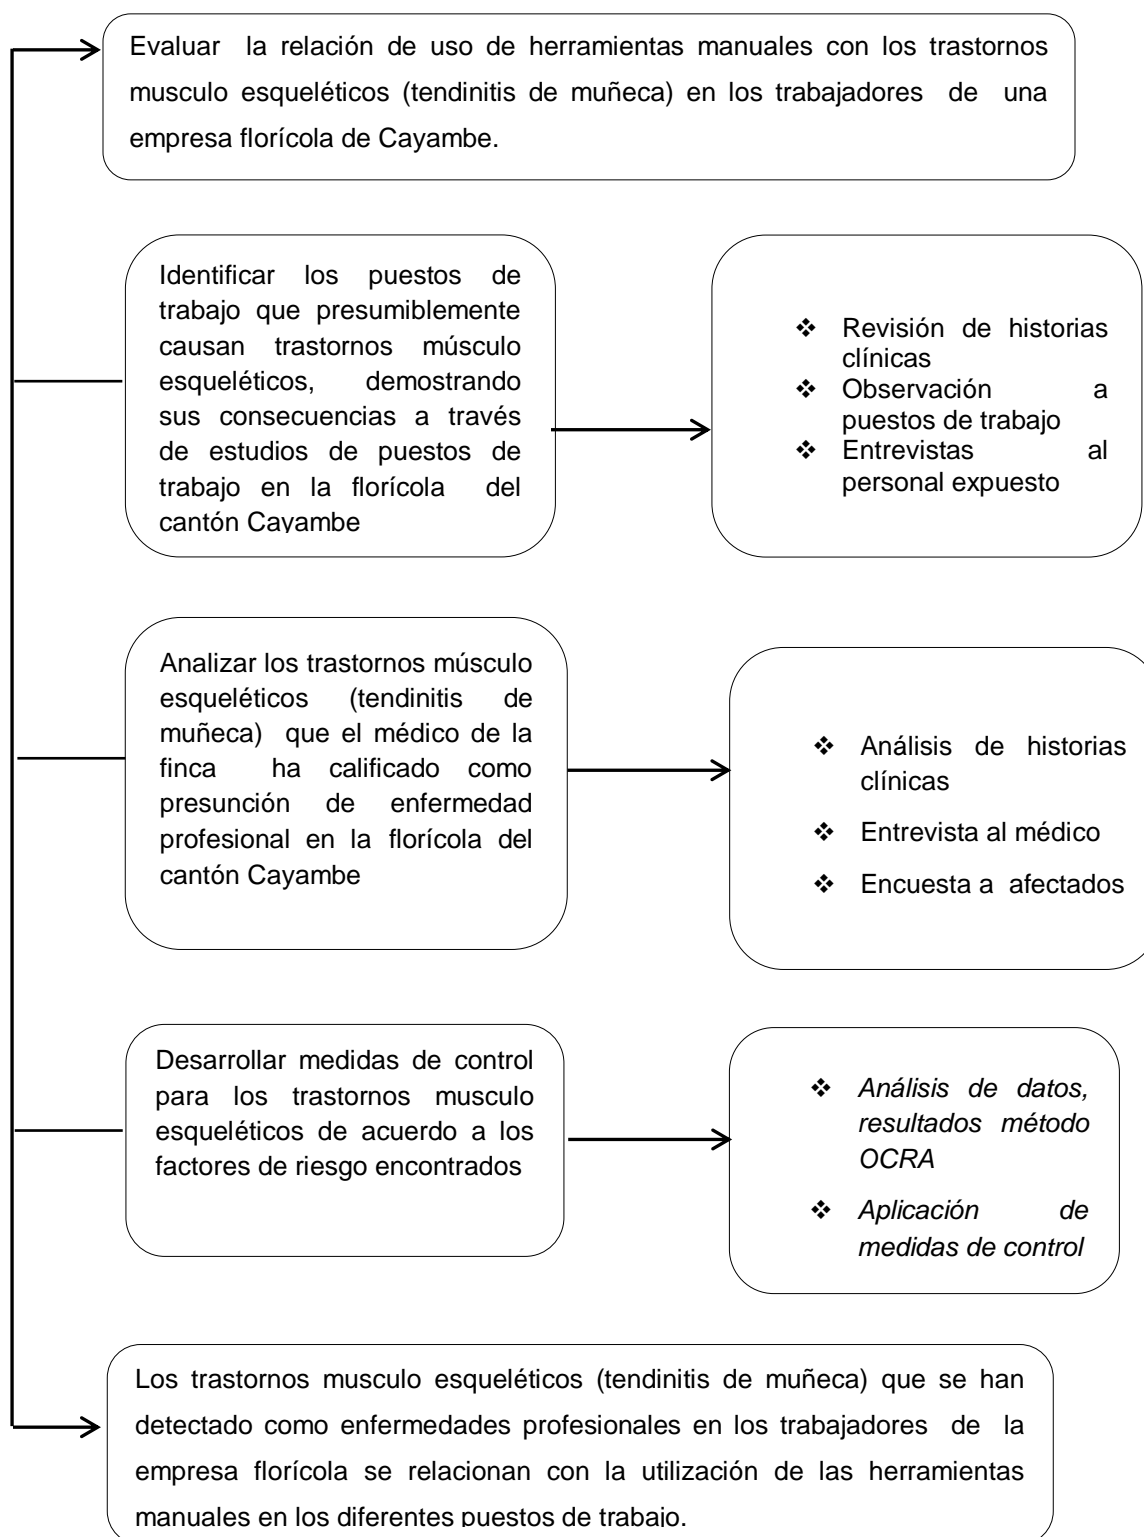 Evaluar la relación de uso de herramientas manuales con los trastornos
musculo esqueléticos (tendinitis de muñeca) en los trabajadores de una
empresa florícola de Cayambe.
Identificar los puestos de
trabajo que presumiblemente
causan trastornos músculo
esqueléticos, demostrando
sus consecuencias a través
de estudios de puestos de
trabajo en la florícola del
cantón Cayambe
❖ Revisión de historias
clínicas
❖ Observación a
puestos de trabajo
❖ Entrevistas al
personal expuesto
Analizar los trastornos músculo
esqueléticos (tendinitis de
muñeca) que el médico de la
finca ha calificado como
presunción de enfermedad
profesional en la florícola del
cantón Cayambe
❖ Análisis de historias
clínicas
❖ Entrevista al médico
❖ Encuesta a afectados
Desarrollar medidas de control
para los trastornos musculo
esqueléticos de acuerdo a los
factores de riesgo encontrados
❖ Análisis de datos,
resultados método
OCRA
❖ Aplicación de
medidas de control
Los trastornos musculo esqueléticos (tendinitis de muñeca) que se han
detectado como enfermedades profesionales en los trabajadores de la
empresa florícola se relacionan con la utilización de las herramientas
manuales en los diferentes puestos de trabajo.